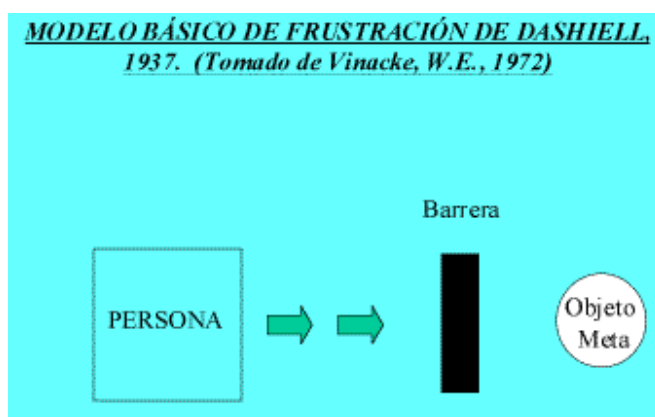 MODELO BÁSICO DE FRUSTRACIÓN DE DASHIELL,
1937. (Tomado de Vinacke, W.E., 1972)
Barrera
PERSONA
Objeto
Meta